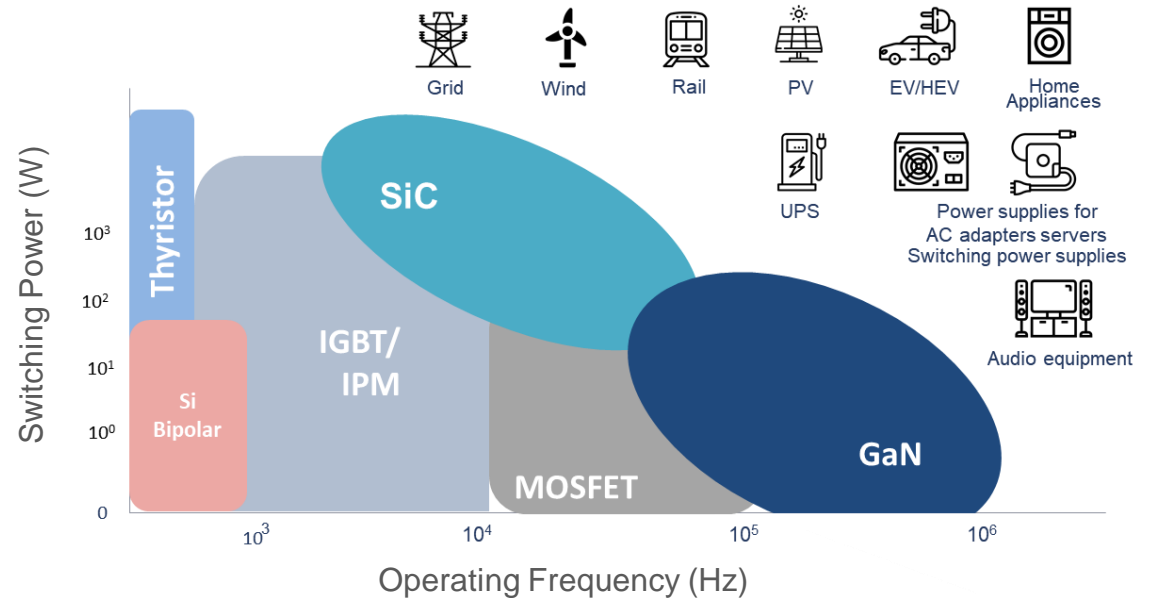 Grid
Wind
Rail
PV
EV/HEV
Home
Appliances
UPS
Power supplies for
AC adapters servers
Switching power supplies
Audio equipment
Switching Power (W)
10³
10²
10¹
10⁰
0
Thyristor
Si
Bipolar
IGBT/
IPM
SiC
MOSFET
GaN
10³
10⁴
10⁵
10⁶
Operating Frequency (Hz)